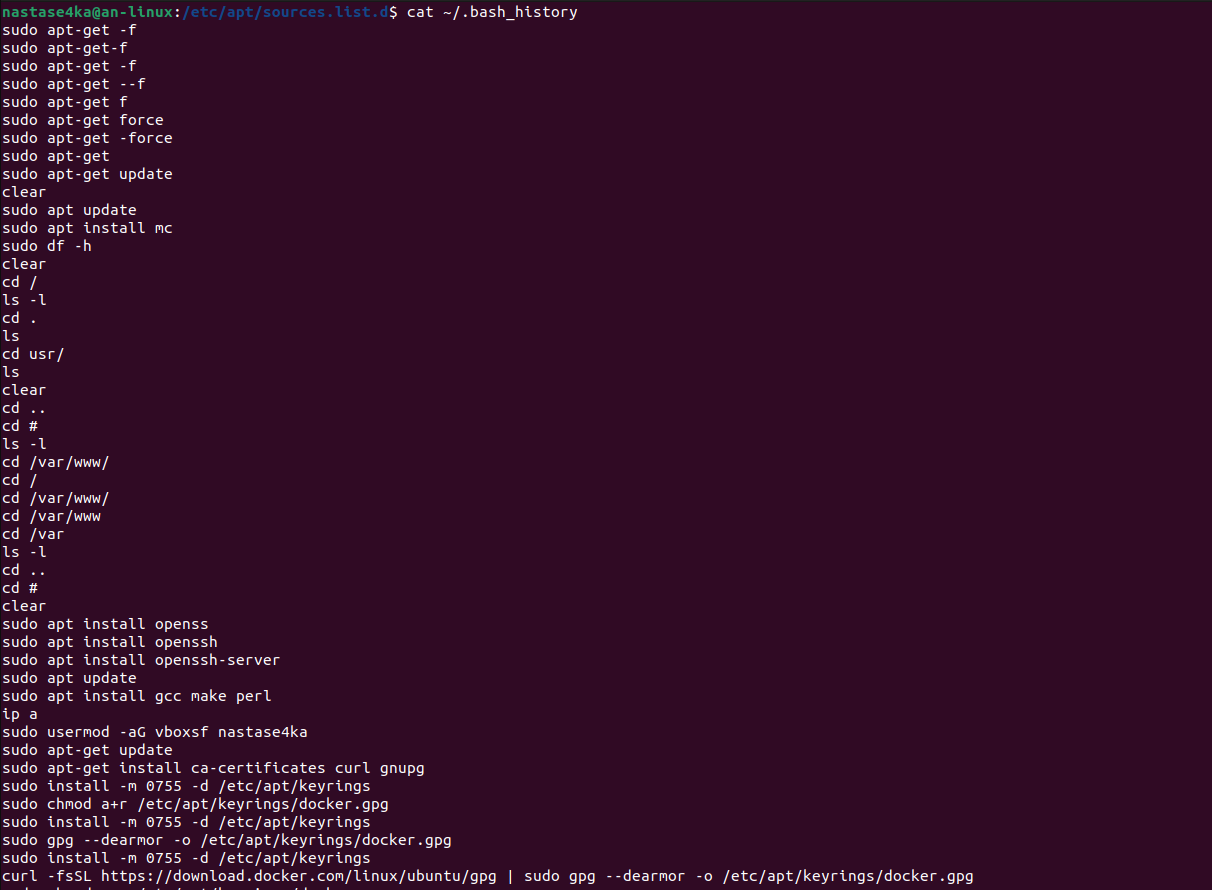 nastase4ka@an-linux:/etc/apt/sources.list.d$ cat ~/.bash_history
sudo apt-get -f
sudo apt-get-f
sudo apt-get -f
sudo apt-get --f
sudo apt-get f
sudo apt-get force
sudo apt-get -force
sudo apt-get
sudo apt-get update
clear
sudo apt update
sudo apt install mc
sudo df -h
clear
cd /
ls -l
cd .
ls
cd usr/
ls
clear
cd ..
cd #
ls -l
cd /var/www/
cd /
cd /var/www/
cd /var/www
cd /var
ls -l
cd ..
cd #
clear
sudo apt install openss
sudo apt install openssh
sudo apt install openssh-server
sudo apt update
sudo apt install gcc make perl
ip a
sudo usermod -aG vboxsf nastase4ka
sudo apt-get update
sudo apt-get install ca-certificates curl gnupg
sudo install -m 0755 -d /etc/apt/keyrings
sudo chmod a+r /etc/apt/keyrings/docker.gpg
sudo install -m 0755 -d /etc/apt/keyrings
sudo gpg --dearmor -o /etc/apt/keyrings/docker.gpg
sudo install -m 0755 -d /etc/apt/keyrings
curl -fsSL https://download.docker.com/linux/ubuntu/gpg | sudo gpg --dearmor -o /etc/apt/keyrings/docker.gpg